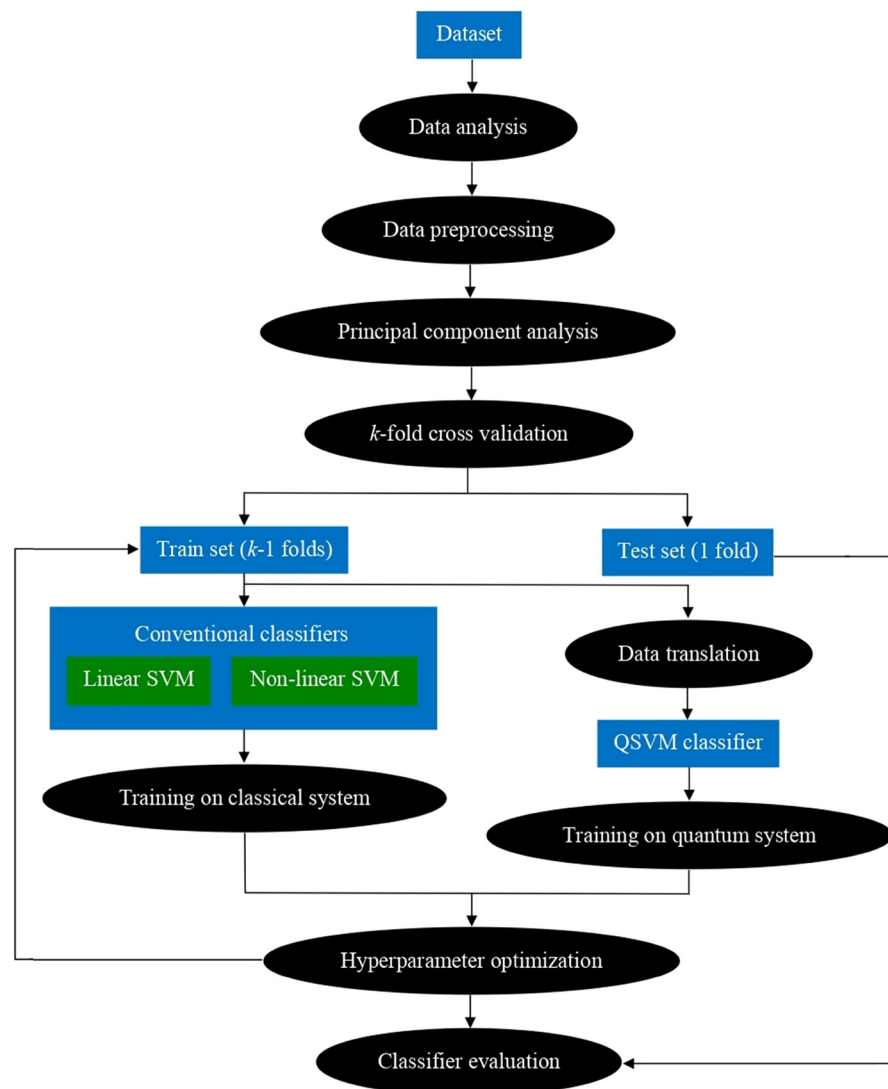 Dataset
Data analysis
Data preprocessing
Principal component analysis
k-fold cross validation
Train set (k-1 folds)
Test set (1 fold)
Conventional classifiers
Linear SVM
Non-linear SVM
Data translation
QSVM classifier
Training on classical system
Training on quantum system
Hyperparameter optimization
Classifier evaluation